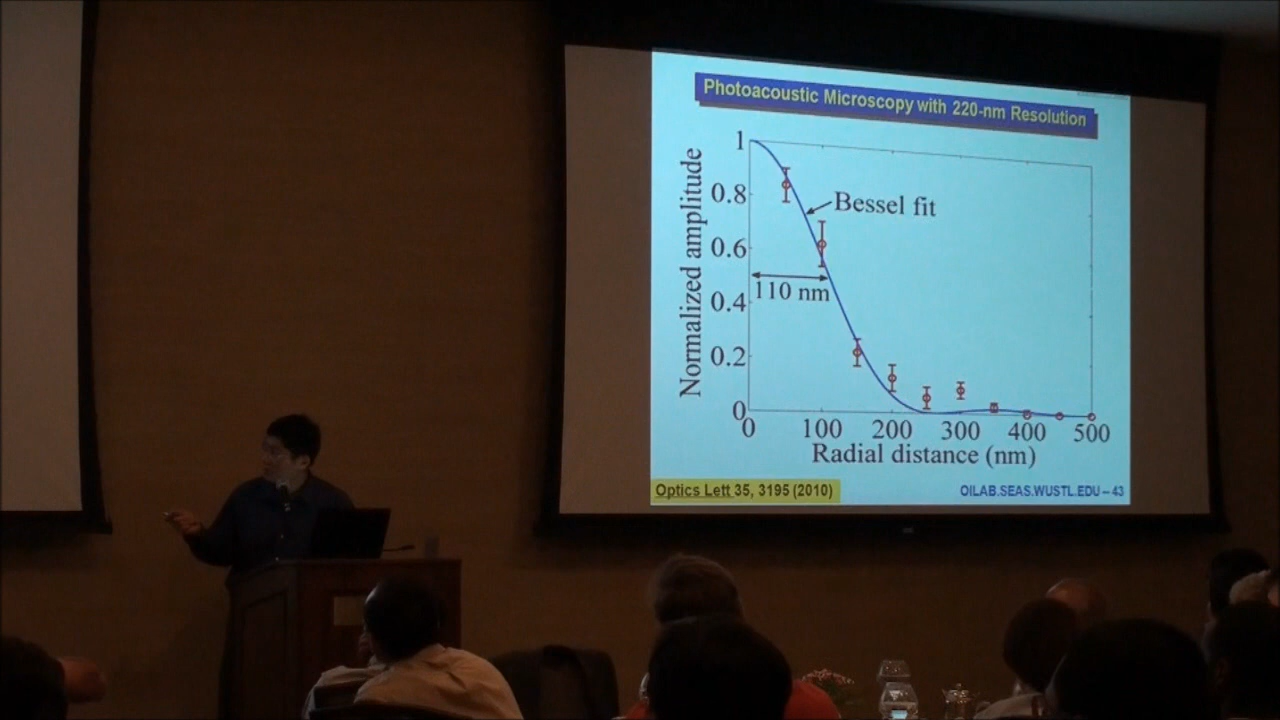 Photoacoustic Microscopy with 220-nm Resolution
Normalized amplitude
1
0.8
0.6
0.4
0.2
0
Bessel fit
110 nm
0 100 200 300 400 500
Radial distance (nm)
Optics Lett 35, 3195 (2010)
OILAB.SEAS.WUSTL.EDU – 43